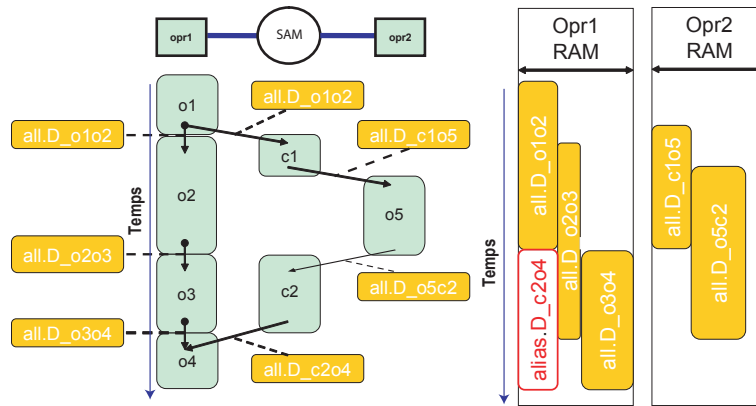 opr1
SAM
opr2
Opr1
RAM
Opr2
RAM
Temps
o1
all.D_o1o2
all.D_o1o2
c1
all.D_c1o5
o2
o5
all.D_o2o3
c2
all.D_o5c2
o3
all.D_o3o4
o4
all.D_c2o4
Temps
all.D_o1o2
alias.D_c2o4
all.D_o2o3
all.D_o3o4
all.D_c1o5
all.D_o5c2